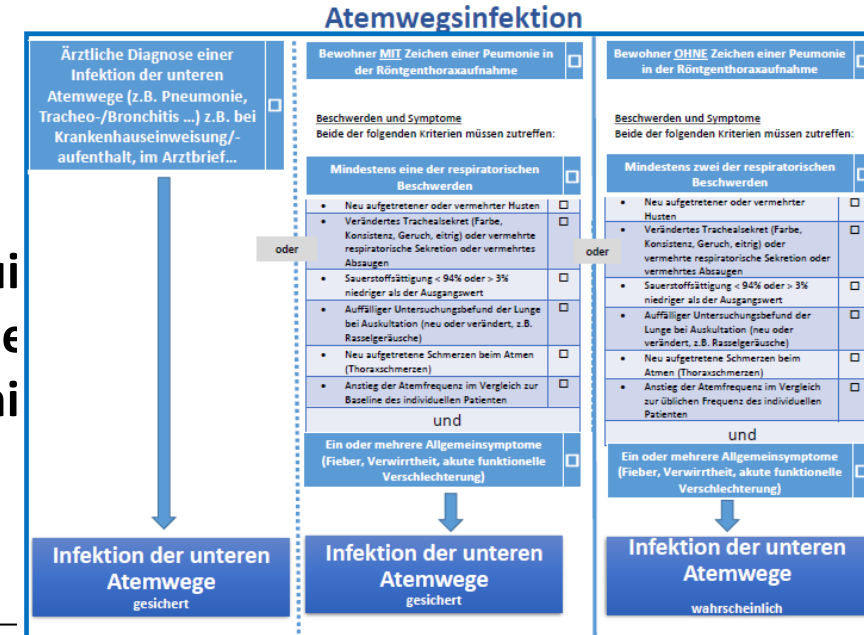 Atemwegsinfektion
Ärztliche Diagnose einer
Infektion der unteren
Atemwege (z.B. Pneumonie,
Tracheo-/Bronchitis ...) z.B. bei
Krankenhauseinweisung/-
aufenthalt, im Arztbrief...
Infektion der unteren
Atemwege
gesichert
oder
Bewohner MIT Zeichen einer Peumonie in
der Röntgenthoraxaufnahme
Beschwerden und Symptome
Beide der folgenden Kriterien müssen zutreffen:
Mindestens eine der respiratorischen
Beschwerden
• Neu aufgetretener oder vermehrter Husten
• Verändertes Trachealsekret (Farbe,
Konsistenz, Geruch, eitrig) oder vermehrte
respiratorische Sekretion oder vermehrtes
Absaugen
• Sauerstoffsättigung < 94% oder > 3%
niedriger als der Ausgangswert
• Auffälliger Untersuchungsbefund der Lunge
bei Auskultation (neu oder verändert, z.B.
Rasselgeräusche)
• Neu aufgetretene Schmerzen beim Atmen
(Thoraxschmerzen)
• Anstieg der Atemfrequenz im Vergleich zur
Baseline des individuellen Patienten
und
Ein oder mehrere Allgemeinsymptome
(Fieber, Verwirrtheit, akute funktionelle
Verschlechterung)
Infektion der unteren
Atemwege
gesichert
oder
Bewohner OHNE Zeichen einer Peumonie
in der Röntgenthoraxaufnahme
Beschwerden und Symptome
Beide der folgenden Kriterien müssen zutreffen:
Mindestens zwei der respiratorischen
Beschwerden
• Neu aufgetretener oder vermehrter
Husten
• Verändertes Trachealsekret (Farbe,
Konsistenz, Geruch, eitrig) oder
vermehrte respiratorische Sekretion oder
vermehrtes Absaugen
• Sauerstoffsättigung < 94% oder > 3%
niedriger als der Ausgangswert
• Auffälliger Untersuchungsbefund der
Lunge bei Auskultation (neu oder
verändert, z.B. Rasselgeräusche)
• Neu aufgetretene Schmerzen beim
Atmen (Thoraxschmerzen)
• Anstieg der Atemfrequenz im Vergleich
zur üblichen Frequenz des individuellen
Patienten
und
Ein oder mehrere Allgemeinsymptome
(Fieber, Verwirrtheit, akute funktionelle
Verschlechterung)
Infektion der unteren
Atemwege
wahrscheinlich